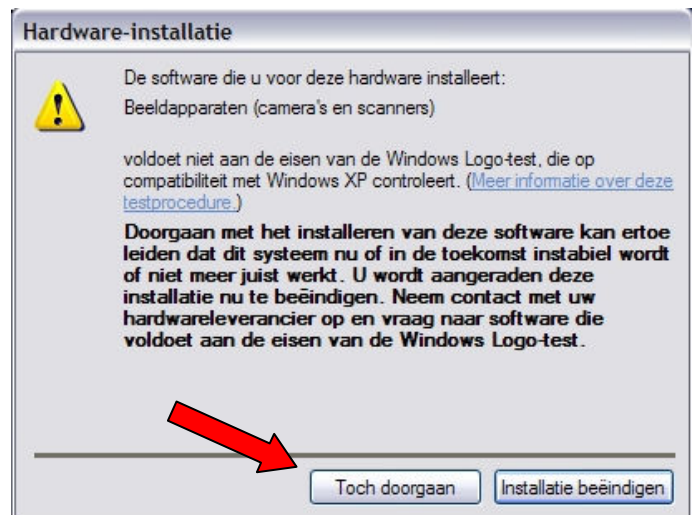 Hardware-installatie
De software die u voor deze hardware installeert:
Beeldapparaten (camera's en scanners)
voldoet niet aan de eisen van de Windows Logo-test, die op
compatibiliteit met Windows XP controleert. (Meer informatie over deze
testprocedure.)
Doorgaan met het installeren van deze software kan ertoe
leiden dat dit systeem nu of in de toekomst instabiel wordt
of niet meer juist werkt. U wordt aangeraden deze
installatie nu te beëindigen. Neem contact met uw
hardwareleverancier op en vraag naar software die
voldoet aan de eisen van de Windows Logo-test.
Toch doorgaan
Installatie beëindigen